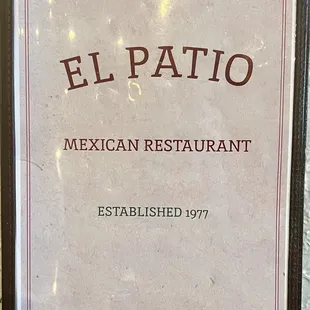 EL PATIO
MEXICAN RESTAURANT
ESTABLISHED 1977